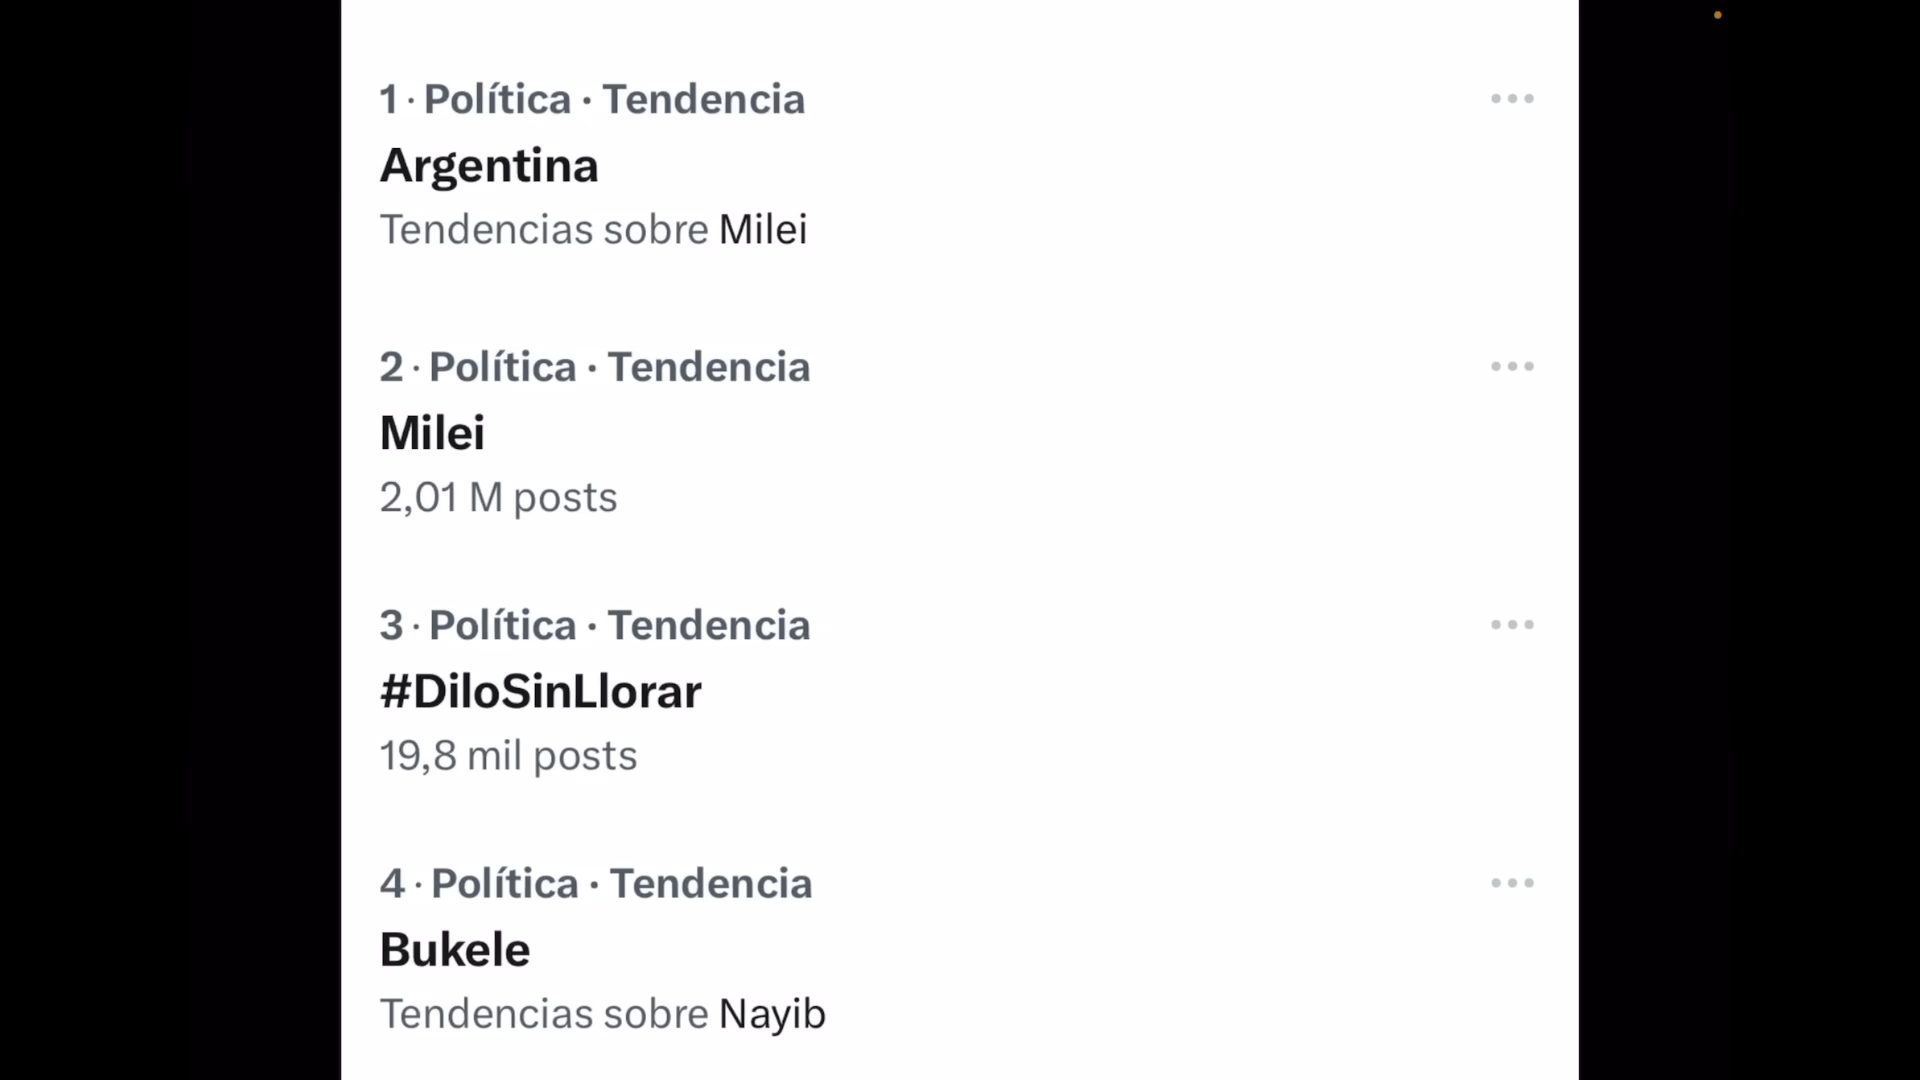 1 · Política · Tendencia
Argentina
Tendencias sobre Milei
2 · Política · Tendencia
Milei
2,01 M posts
3 · Política · Tendencia
#DiloSinLlorar
19,8 mil posts
4 · Política · Tendencia
Bukele
Tendencias sobre Nayib